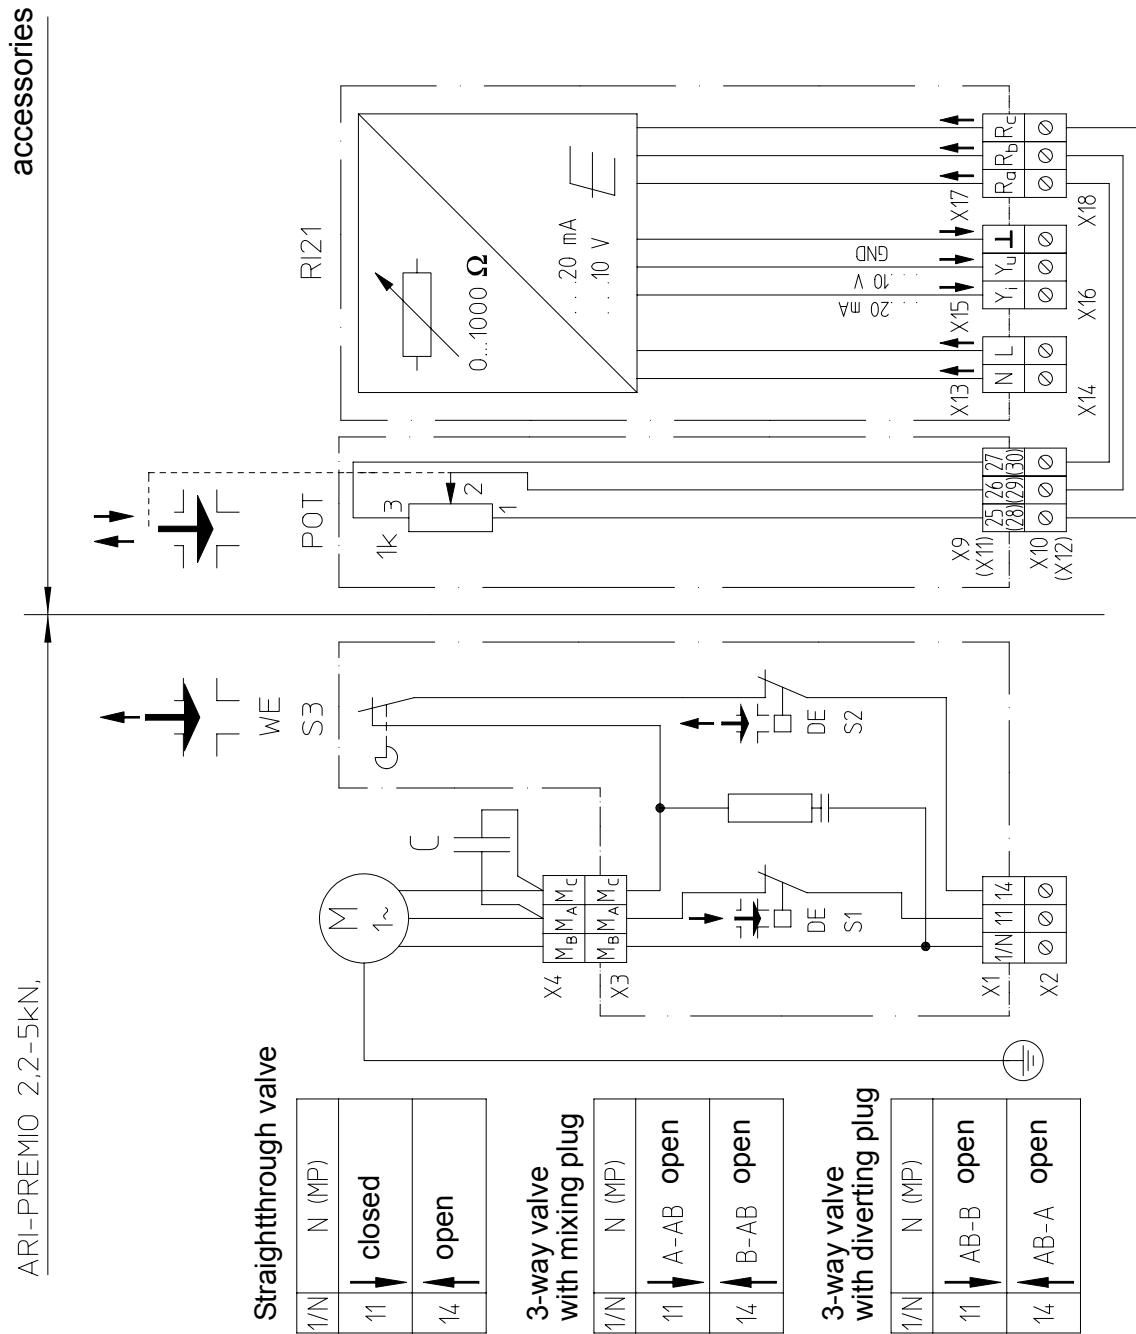 accessories
ARI-PREMIO 2,2-5kN,
RI21
0...1000 Ω
. . .20 mA
. . .10 V
GND
. . . . 10 V
. . . .20 mA
X13
X15
X17
N L
Yi Yu ⊥
Ra Rb Rc
X14
X16
X18
POT
1k
3
2
1
25 26 27
(28)(29)(30)
X9
(X11)
X10
(X12)
WE
S3
DE
S2
DE
S1
C
M
1~
X4
MB MA MC
X3
MB MA MC
X1
1/N 11 14
X2
Straightthrough valve
1/N N (MP)
11 closed
14 open
3-way valve
with mixing plug
1/N N (MP)
11 A-AB open
14 B-AB open
3-way valve
with diverting plug
1/N N (MP)
11 AB-B open
14 AB-A open